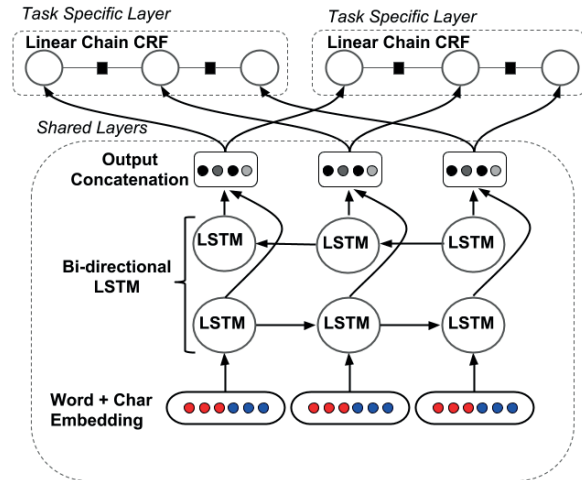 Task Specific Layer
Task Specific Layer
Linear Chain CRF
Linear Chain CRF
Shared Layers
Output
Concatenation
LSTM
LSTM
LSTM
Bi-directional
LSTM
LSTM
LSTM
LSTM
Word + Char
Embedding